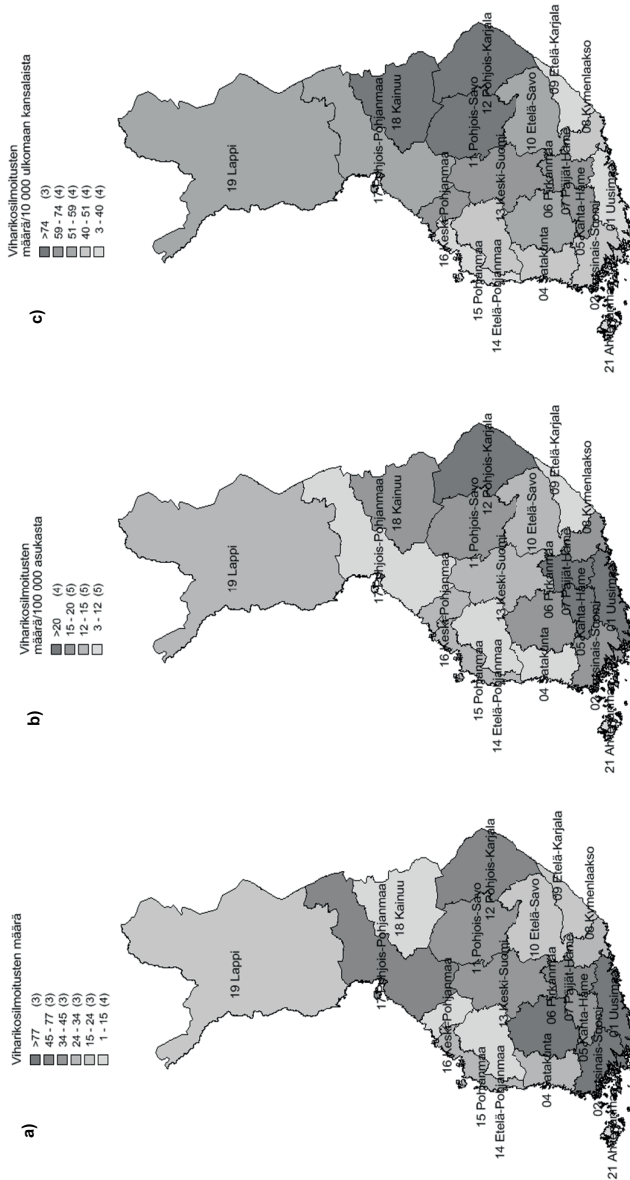 a)
Viharikosilmoitusten määrä
>77 (3)
45 - 77 (3)
34 - 45 (3)
24 - 34 (3)
15 - 24 (3)
1 - 15 (4)
19 Lappi
17 Pohjois-Pohjanmaa
18 Kainuu
16 Keski-Pohjanmaa
15 Pohjanmaa
14 Etelä-Pohjanmaa
13 Keski-Suomi
11 Pohjois-Savo
12 Pohjois-Karjala
10 Etelä-Savo
09 Etelä-Karjala
04 Satakunta
06 Pirkanmaa
07 Päijät-Häme
08 Kymenlaakso
05 Kanta-Häme
01 Uusimaa
b)
Viharikosilmoitusten
määrä/100 000 asukasta
>20 (4)
15 - 20 (5)
12 - 15 (5)
3 - 12 (5)
19 Lappi
17 Pohjois-Pohjanmaa
18 Kainuu
16 Keski-Pohjanmaa
15 Pohjanmaa
14 Etelä-Pohjanmaa
13 Keski-Suomi
11 Pohjois-Savo
12 Pohjois-Karjala
10 Etelä-Savo
09 Etelä-Karjala
04 Satakunta
06 Pirkanmaa
07 Päijät-Häme
08 Kymenlaakso
05 Kanta-Häme
01 Uusimaa
c)
Viharikosilmoitusten
määrä/10 000 ulkomaan kansalaista
>74 (3)
59 - 74 (4)
51 - 59 (4)
40 - 51 (4)
3 - 40 (4)
19 Lappi
17 Pohjois-Pohjanmaa
18 Kainuu
16 Keski-Pohjanmaa
15 Pohjanmaa
14 Etelä-Pohjanmaa
13 Keski-Suomi
11 Pohjois-Savo
12 Pohjois-Karjala
10 Etelä-Savo
09 Etelä-Karjala
04 Satakunta
06 Pirkanmaa
07 Päijät-Häme
08 Kymenlaakso
05 Kanta-Häme
01 Uusimaa